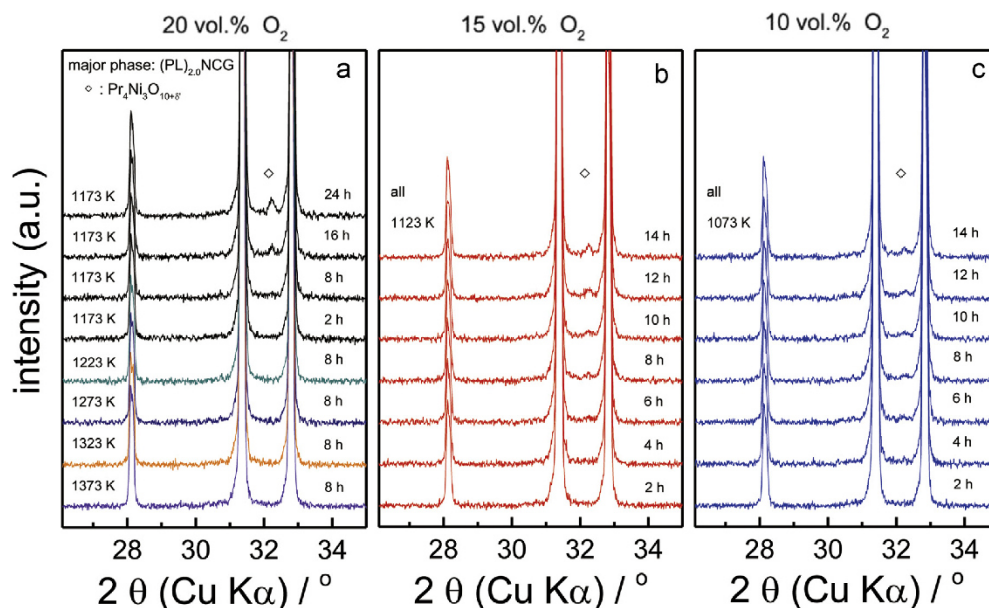 20 vol.% O₂
15 vol.% O₂
10 vol.% O₂
intensity (a.u.)
a
major phase: (PL)₂.₀NCG
◇ : Pr₄Ni₃O₁₀₊δ'
◇
1173 K 24 h
1173 K 16 h
1173 K 8 h
1173 K 2 h
1223 K 8 h
1273 K 8 h
1323 K 8 h
1373 K 8 h
28 30 32 34
2 θ (Cu Kα) / °
b
◇
all
1123 K
14 h
12 h
10 h
8 h
6 h
4 h
2 h
28 30 32 34
2 θ (Cu Kα) / °
c
◇
all
1073 K
14 h
12 h
10 h
8 h
6 h
4 h
2 h
28 30 32 34
2 θ (Cu Kα) / °